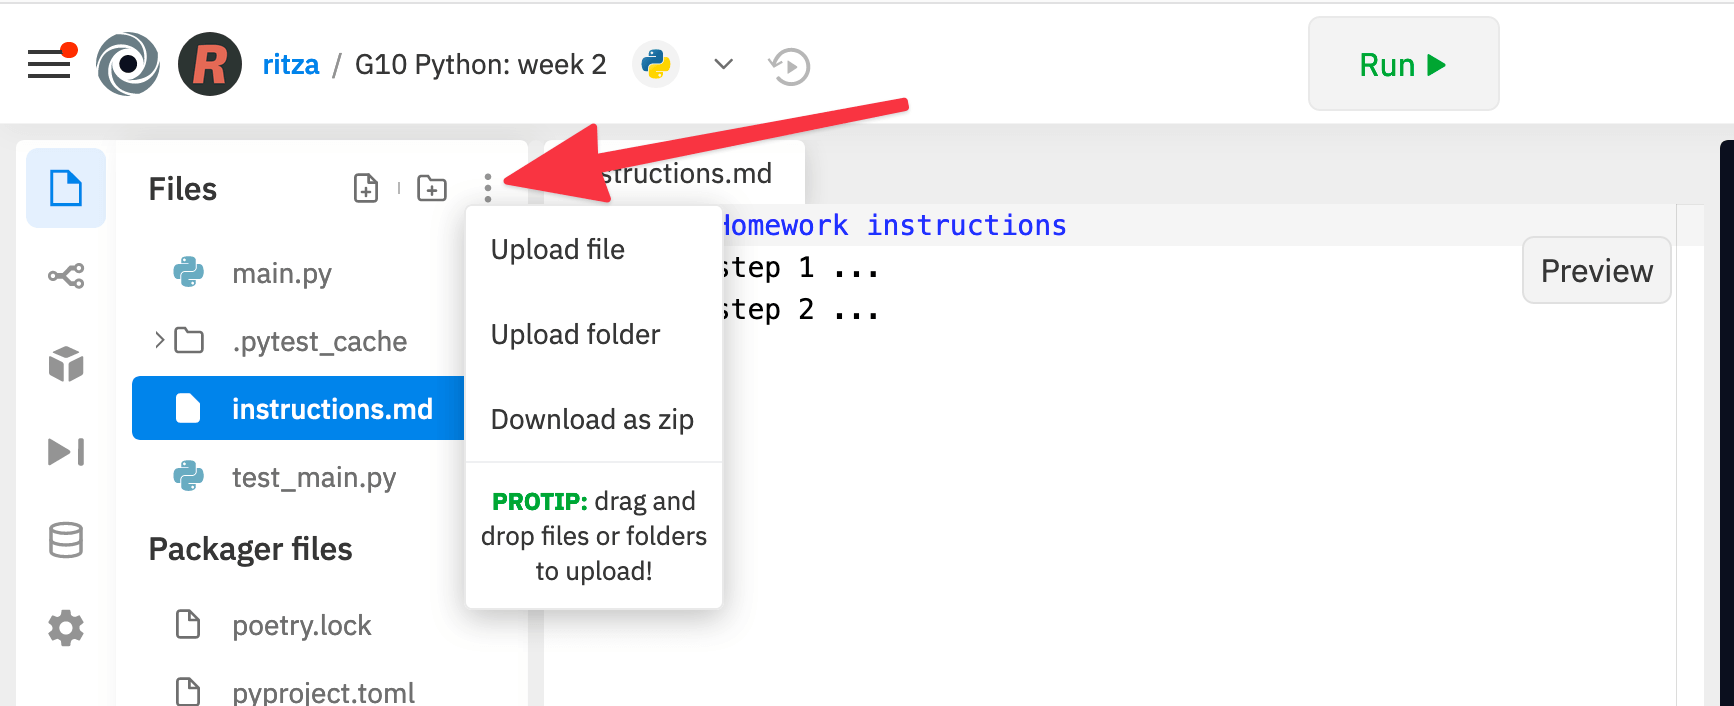 R ritza / G10 Python: week 2
Run
Files
main.py
.pytest_cache
instructions.md
test_main.py
Packager files
poetry.lock
pyproject.toml
Upload file
Upload folder
Download as zip
PROTIP: drag and
drop files or folders
to upload!
structions.md
Homework instructions
step 1 ...
step 2 ...
Preview